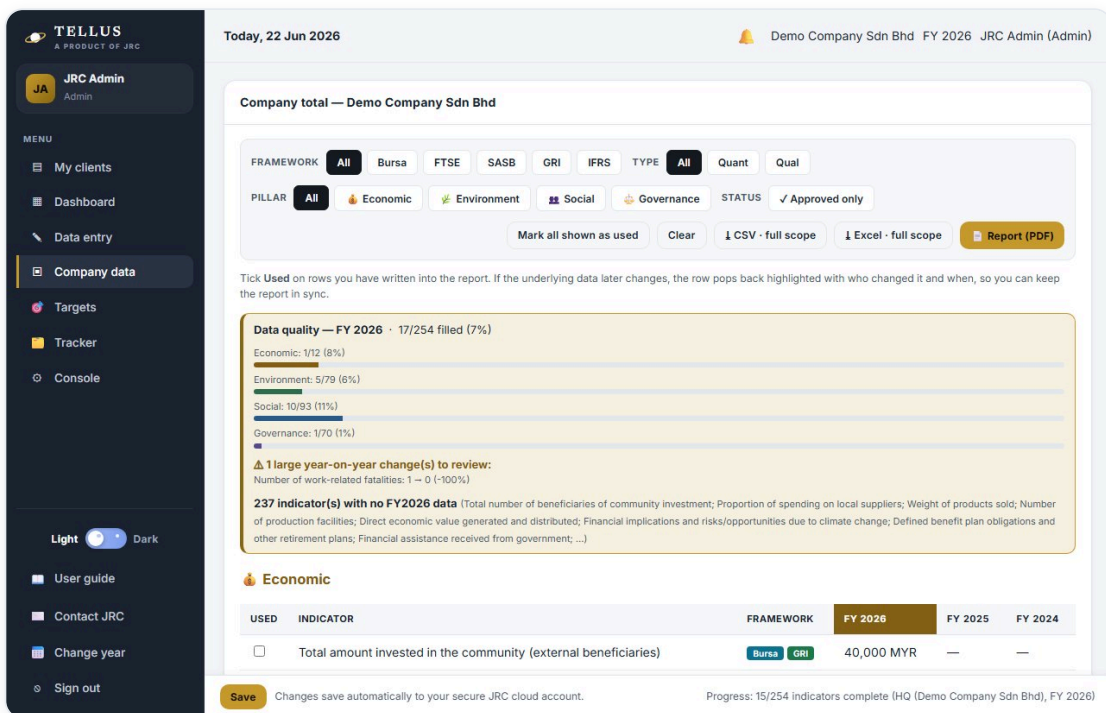 TELLUS
A PRODUCT OF JRC
JA
JRC Admin
Admin
MENU
My clients
Dashboard
Data entry
Company data
Targets
Tracker
Console
Light Dark
User guide
Contact JRC
Change year
Sign out
Today, 22 Jun 2026
Demo Company Sdn Bhd FY 2026 JRC Admin (Admin)
Company total — Demo Company Sdn Bhd
FRAMEWORK All Bursa FTSE SASB GRI IFRS TYPE All Quant Qual
PILLAR All Economic Environment Social Governance STATUS ✓ Approved only
Mark all shown as used Clear ⭳ CSV · full scope ⭳ Excel · full scope Report (PDF)
Tick Used on rows you have written into the report. If the underlying data later changes, the row pops back highlighted with who changed it and when, so you can keep
the report in sync.
Data quality — FY 2026 · 17/254 filled (7%)
Economic: 1/12 (8%)
Environment: 5/79 (6%)
Social: 10/93 (11%)
Governance: 1/70 (1%)
⚠ 1 large year-on-year change(s) to review:
Number of work-related fatalities: 1 → 0 (-100%)
237 indicator(s) with no FY2026 data (Total number of beneficiaries of community investment; Proportion of spending on local suppliers; Weight of products sold; Number
of production facilities; Direct economic value generated and distributed; Financial implications and risks/opportunities due to climate change; Defined benefit plan obligations and
other retirement plans; Financial assistance received from government; ...)
Economic
USED INDICATOR FRAMEWORK FY 2026 FY 2025 FY 2024
Total amount invested in the community (external beneficiaries) Bursa GRI 40,000 MYR — —
Save Changes save automatically to your secure JRC cloud account. Progress: 15/254 indicators complete (HQ (Demo Company Sdn Bhd), FY 2026)